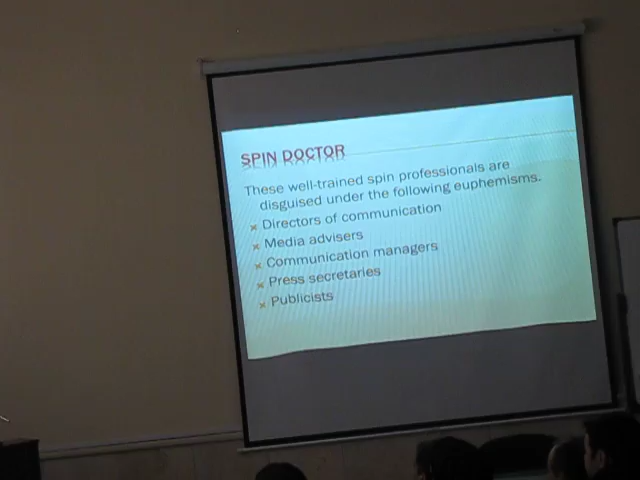 SPIN DOCTOR
These well-trained spin professionals are
disguised under the following euphemisms.
Directors of communication
Media advisers
Communication managers
Press secretaries
Publicists